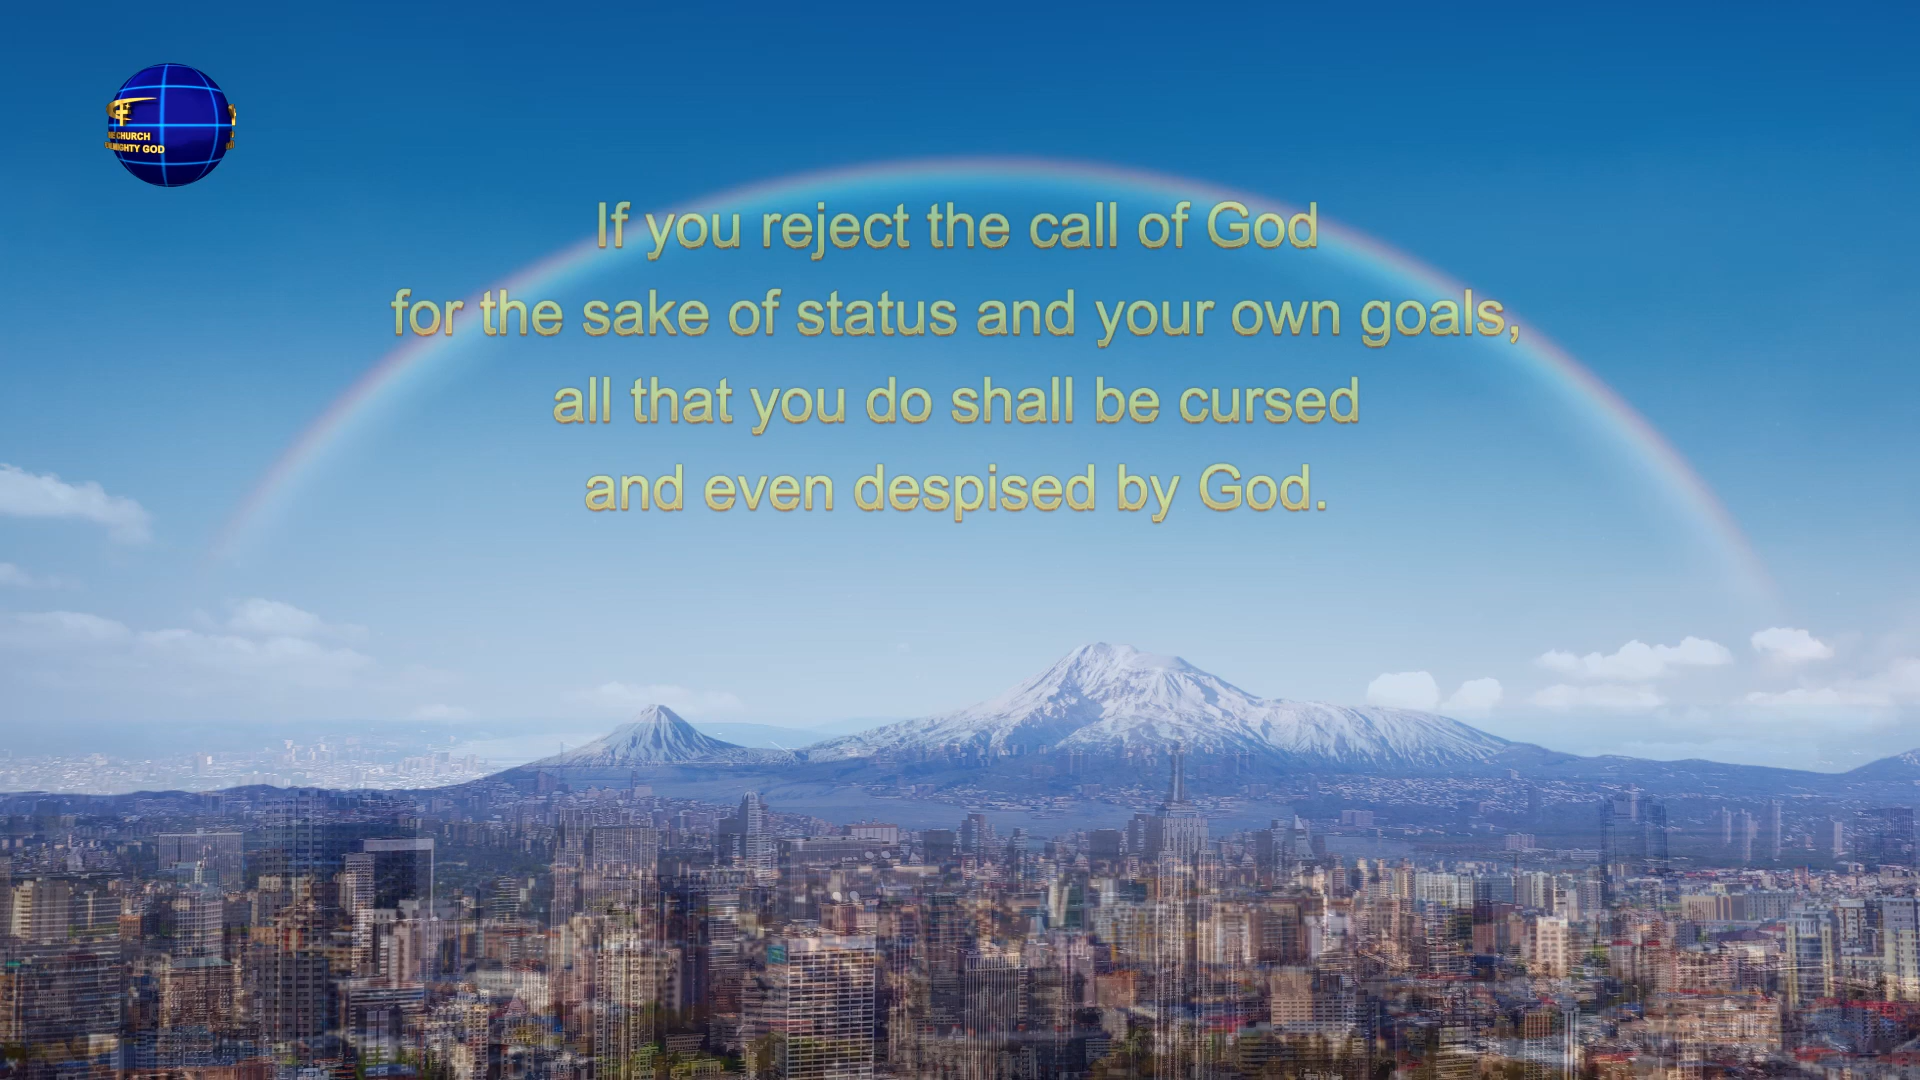 CHURCH
GOD
If you reject the call of God
for the sake of status and your own goals,
all that you do shall be cursed
and even despised by God.